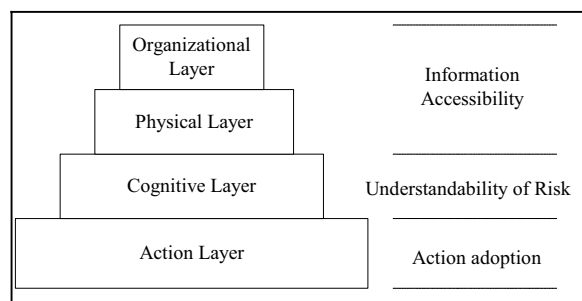 Organizational
Layer
Physical Layer
Cognitive Layer
Action Layer
Information
Accessibility
Understandability of Risk
Action adoption